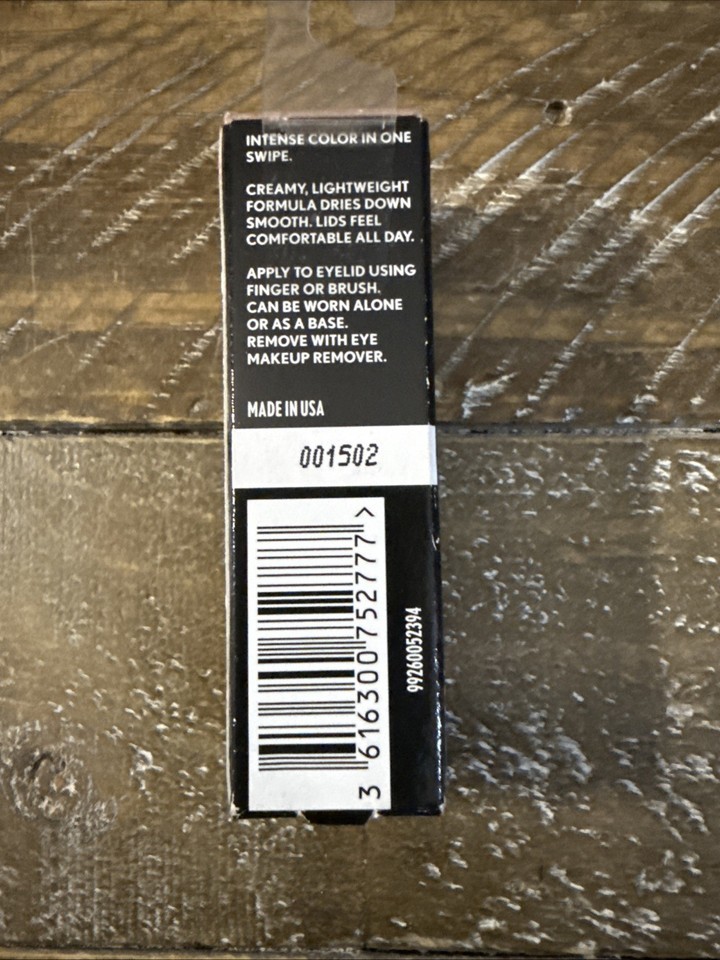 INTENSE COLOR IN ONE
SWIPE.
CREAMY, LIGHTWEIGHT
FORMULA DRIES DOWN
SMOOTH. LIDS FEEL
COMFORTABLE ALL DAY.
APPLY TO EYELID USING
FINGER OR BRUSH.
CAN BE WORN ALONE
OR AS A BASE.
REMOVE WITH EYE
MAKEUP REMOVER.
MADE IN USA
001502
3 616300 752777 >
99260052394